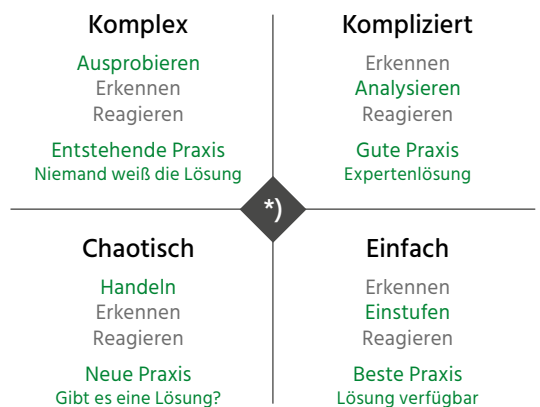 Komplex
Ausprobieren
Erkennen
Reagieren
Entstehende Praxis
Niemand weiß die Lösung
Kompliziert
Erkennen
Analysieren
Reagieren
Gute Praxis
Expertenlösung
*)
Chaotisch
Handeln
Erkennen
Reagieren
Neue Praxis
Gibt es eine Lösung?
Einfach
Erkennen
Einstufen
Reagieren
Beste Praxis
Lösung verfügbar